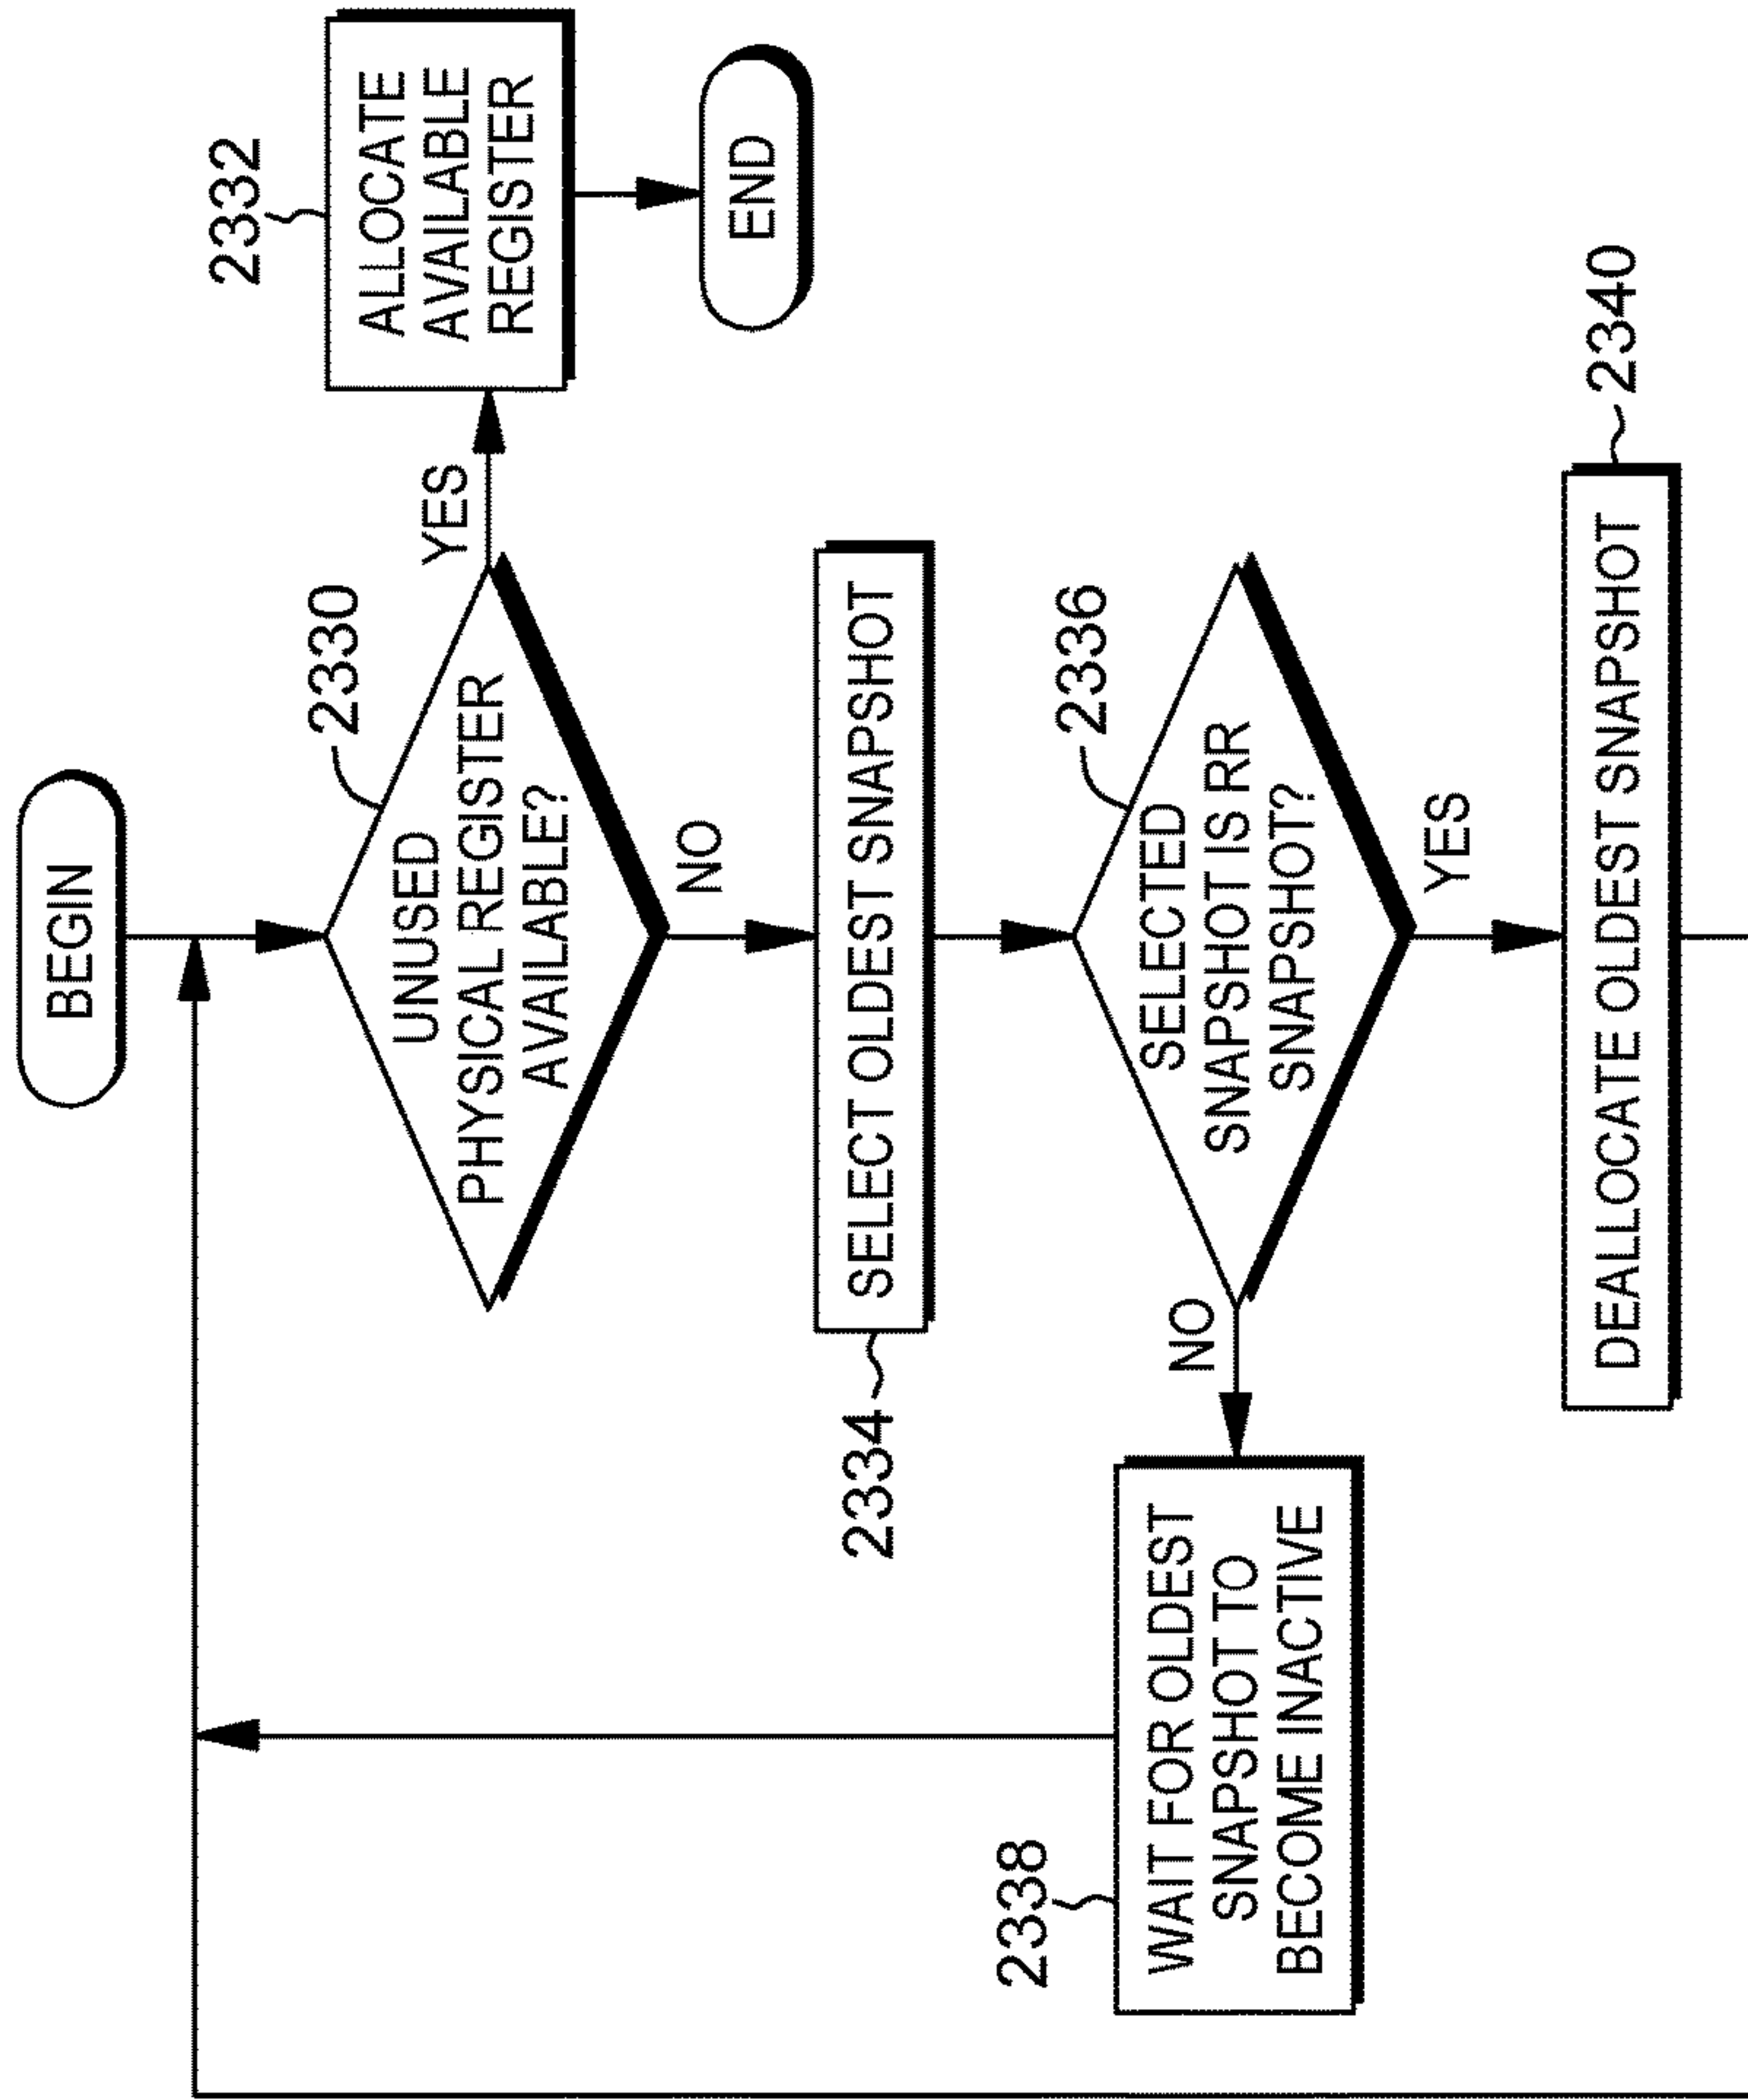 BEGIN
2330
UNUSED
PHYSICAL REGISTER
AVAILABLE?
YES
2332
ALLOCATE
AVAILABLE
REGISTER
END
NO
2334
SELECT OLDEST SNAPSHOT
2336
SELECTED
SNAPSHOT IS RR
SNAPSHOT?
NO
2338
WAIT FOR OLDEST
SNAPSHOT TO
BECOME INACTIVE
YES
2340
DEALLOCATE OLDEST SNAPSHOT